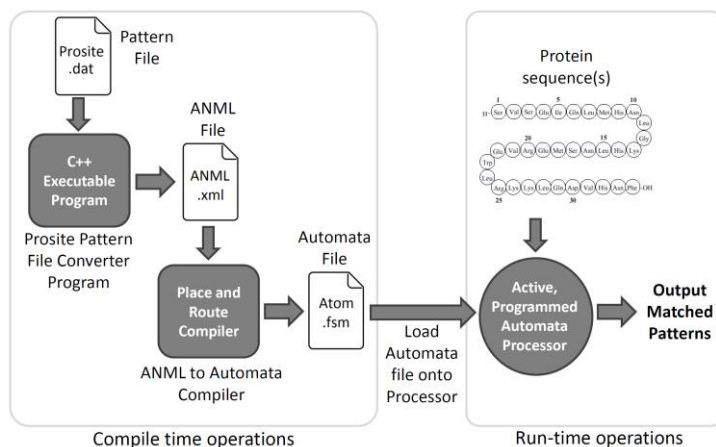 Pattern
File
Prosite
.dat
C++
Executable
Program
Prosite Pattern
File Converter
Program
ANML
File
ANML
.xml
Place and
Route
Compiler
ANML to Automata
Compiler
Automata
File
Atom
.fsm
Load
Automata
file onto
Processor
Compile time operations
Protein
sequence(s)
1 5 10
H- Ser Val Ser Glu Ile Gln Leu Met His Asn
Leu
Gly
20 15
Glu Val Arg Glu Met Ser Asn Leu His Lys
Trp
Leu
Arg Lys Lys Leu Gln Asp Val His Asn Phe -OH
25 30
Active,
Programmed
Automata
Processor
Output
Matched
Patterns
Run-time operations